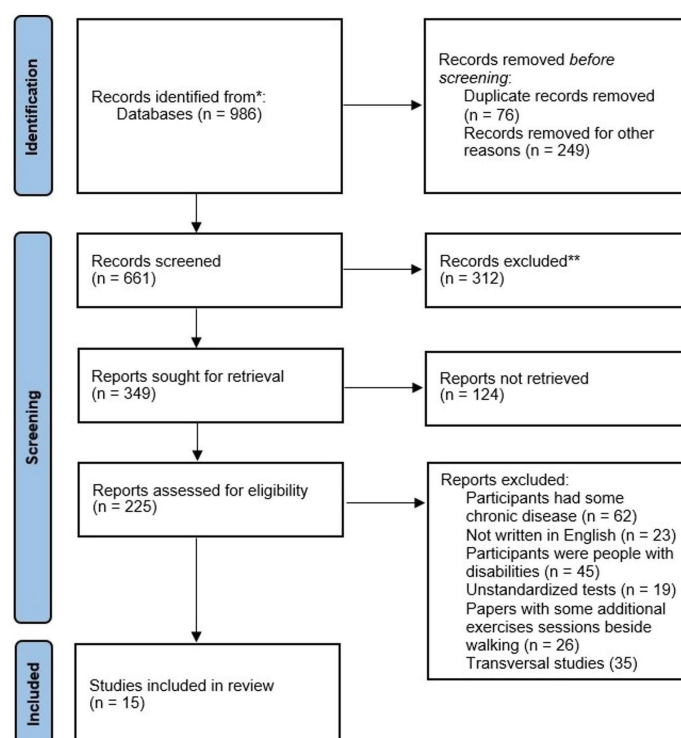 Identification
Records identified from*:
Databases (n = 986)
Records removed before
screening:
Duplicate records removed
(n = 76)
Records removed for other
reasons (n = 249)
Screening
Records screened
(n = 661)
Records excluded**
(n = 312)
Reports sought for retrieval
(n = 349)
Reports not retrieved
(n = 124)
Reports assessed for eligibility
(n = 225)
Reports excluded:
Participants had some
chronic disease (n = 62)
Not written in English (n = 23)
Participants were people with
disabilities (n = 45)
Unstandardized tests (n = 19)
Papers with some additional
exercises sessions beside
walking (n = 26)
Transversal studies (35)
Included
Studies included in review
(n = 15)